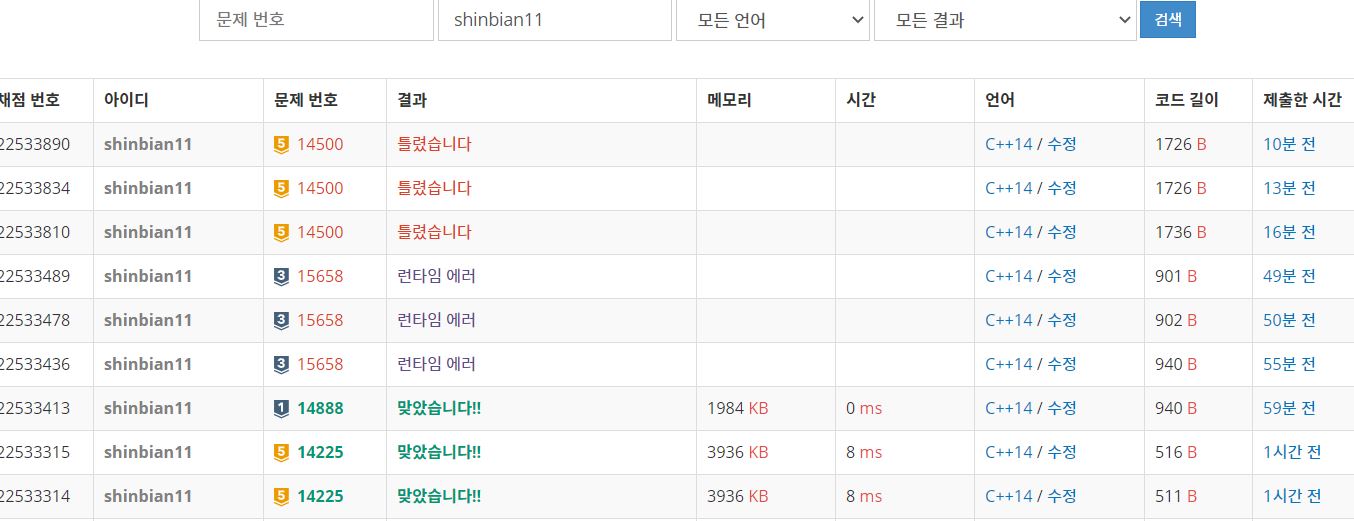 문제 번호 shinbian11 모든 언어 모든 결과 검색
채점 번호 아이디 문제 번호 결과 메모리 시간 언어 코드 길이 제출한 시간
22533890 shinbian11 5 14500 틀렸습니다 C++14 / 수정 1726 B 10분 전
22533834 shinbian11 5 14500 틀렸습니다 C++14 / 수정 1726 B 13분 전
22533810 shinbian11 5 14500 틀렸습니다 C++14 / 수정 1736 B 16분 전
22533489 shinbian11 3 15658 런타임 에러 C++14 / 수정 901 B 49분 전
22533478 shinbian11 3 15658 런타임 에러 C++14 / 수정 902 B 50분 전
22533436 shinbian11 3 15658 런타임 에러 C++14 / 수정 940 B 55분 전
22533413 shinbian11 1 14888 맞았습니다!! 1984 KB 0 ms C++14 / 수정 940 B 59분 전
22533315 shinbian11 5 14225 맞았습니다!! 3936 KB 8 ms C++14 / 수정 516 B 1시간 전
22533314 shinbian11 5 14225 맞았습니다!! 3936 KB 8 ms C++14 / 수정 511 B 1시간 전